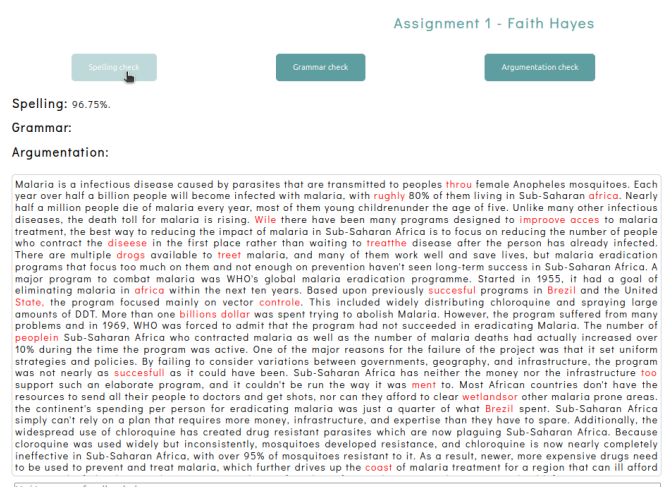 Assignment 1 - Faith Hayes
Spelling check
Grammar check
Argumentation check
Spelling: 96.75%.
Grammar:
Argumentation:
Malaria is a infectious disease caused by parasites that are transmitted to peoples throu female Anopheles mosquitoes. Each
year over half a billion people will become infected with malaria, with rughly 80% of them living in Sub-Saharan africa. Nearly
half a million people die of malaria every year, most of them young childrenunder the age of five. Unlike many other infectious
diseases, the death toll for malaria is rising. Wile there have been many programs designed to improove acces to malaria
treatment, the best way to reducing the impact of malaria in Sub-Saharan Africa is to focus on reducing the number of people
who contract the diseese in the first place rather than waiting to treatthe disease after the person has already infected.
There are multiple drogs available to treet malaria, and many of them work well and save lives, but malaria eradication
programs that focus too much on them and not enough on prevention haven't seen long-term success in Sub-Saharan Africa. A
major program to combat malaria was WHO's global malaria eradication programme. Started in 1955, it had a goal of
eliminating malaria in africa within the next ten years. Based upon previously succesful programs in Brezil and the United
State, the program focused mainly on vector controle. This included widely distributing chloroquine and spraying large
amounts of DDT. More than one billions dollar was spent trying to abolish Malaria. However, the program suffered from many
problems and in 1969, WHO was forced to admit that the program had not succeeded in eradicating Malaria. The number of
peoplein Sub-Saharan Africa who contracted malaria as well as the number of malaria deaths had actually increased over
10% during the time the program was active. One of the major reasons for the failure of the project was that it set uniform
strategies and policies. By failing to consider variations between governments, geography, and infrastructure, the program
was not nearly as succesfull as it could have been. Sub-Saharan Africa has neither the money nor the infrastructure too
support such an elaborate program, and it couldn't be run the way it was ment to. Most African countries don't have the
resources to send all their people to doctors and get shots, nor can they afford to clear wetlandsor other malaria prone areas.
the continent's spending per person for eradicating malaria was just a quarter of what Brezil spent. Sub-Saharan Africa
simply can't rely on a plan that requires more money, infrastructure, and expertise than they have to spare. Additionally, the
widespread use of chloroquine has created drug resistant parasites which are now plaguing Sub-Saharan Africa. Because
cloroquine was used widely but inconsistently, mosquitoes developed resistance, and chloroquine is now nearly completely
ineffective in Sub-Saharan Africa, with over 95% of mosquitoes resistant to it. As a result, newer, more expensive drugs need
to be used to prevent and treat malaria, which further drives up the coast of malaria treatment for a region that can ill afford